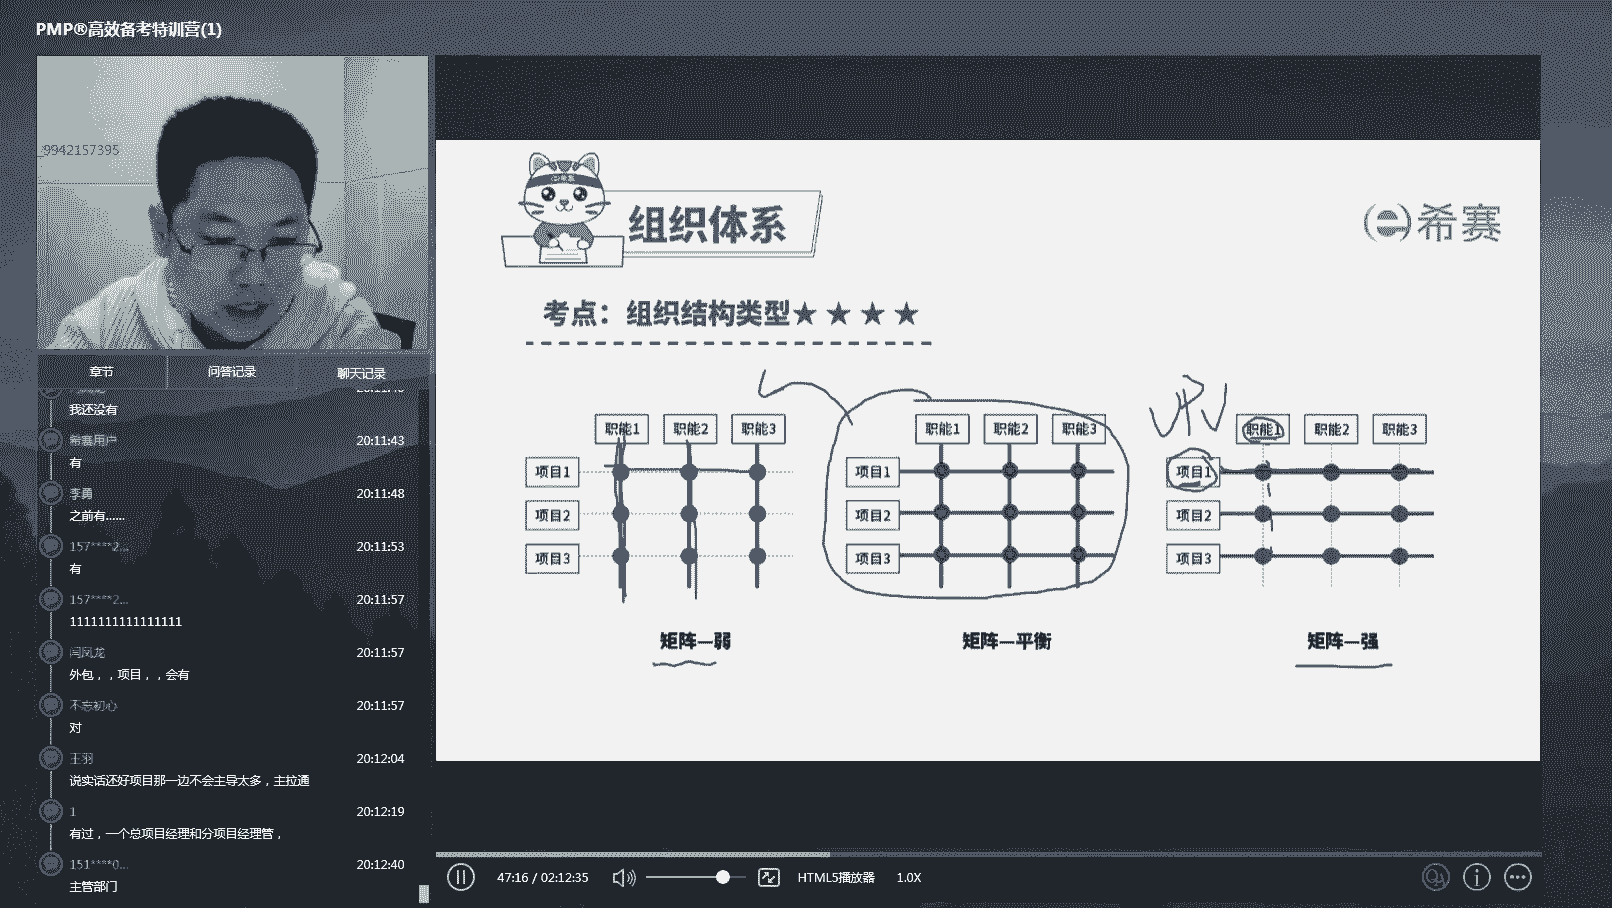 PMP®高效备考特训营(1)
_9942157395
章节
问答记录
聊天记录
我还没有
希赛用户
20:11:43
有
李勇
20:11:48
之前有......
157****2...
20:11:53
有
157****2...
20:11:57
1111111111111111
闫凤龙
20:11:57
外包，，项目，，会有
不忘初心
20:11:57
对
王羽
20:12:04
说实话还好项目那一边不会主导太多，主拉通
1
20:12:19
有过，一个总项目经理和分项目经理管，
151****0...
20:12:40
主管部门
组织体系
希赛
考点：组织结构类型★★★★
职能1 职能2 职能3
项目1
项目2
项目3
矩阵—弱
职能1 职能2 职能3
项目1
项目2
项目3
矩阵—平衡
职能1 职能2 职能3
项目1
项目2
项目3
矩阵—强
47:16 / 02:12:35
HTML5播放器
1.0X